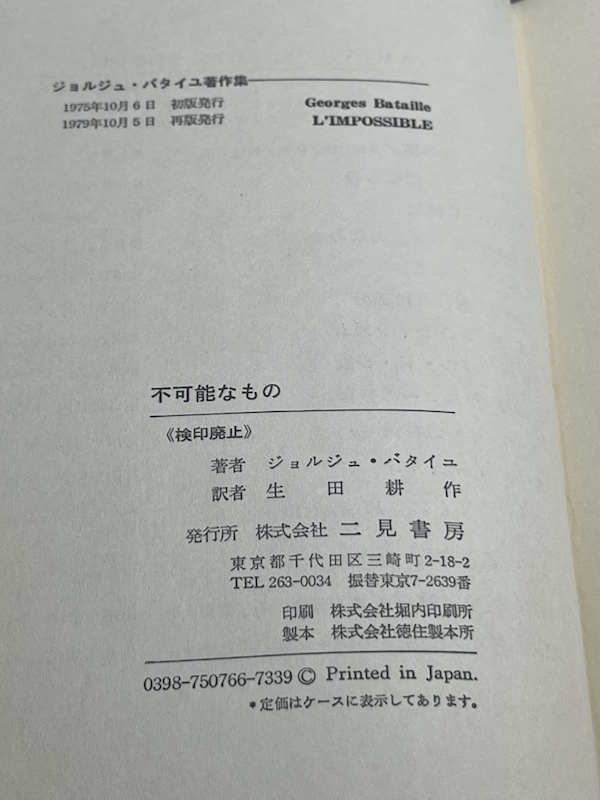 ジョルジュ・バタイユ著作集
1975年10月6日 初版発行
1979年10月5日 再版発行
Georges Bataille
L'IMPOSSIBLE
不可能なもの
《検印廃止》
著者 ジョルジュ・バタイユ
訳者 生田耕作
発行所 株式会社 二見書房
東京都千代田区三崎町2-18-2
TEL 263-0034 振替東京7-2639番
印刷 株式会社堀内印刷所
製本 株式会社徳住製本所
0398-750766-7339 © Printed in Japan.
*定価はケースに表示してあります。